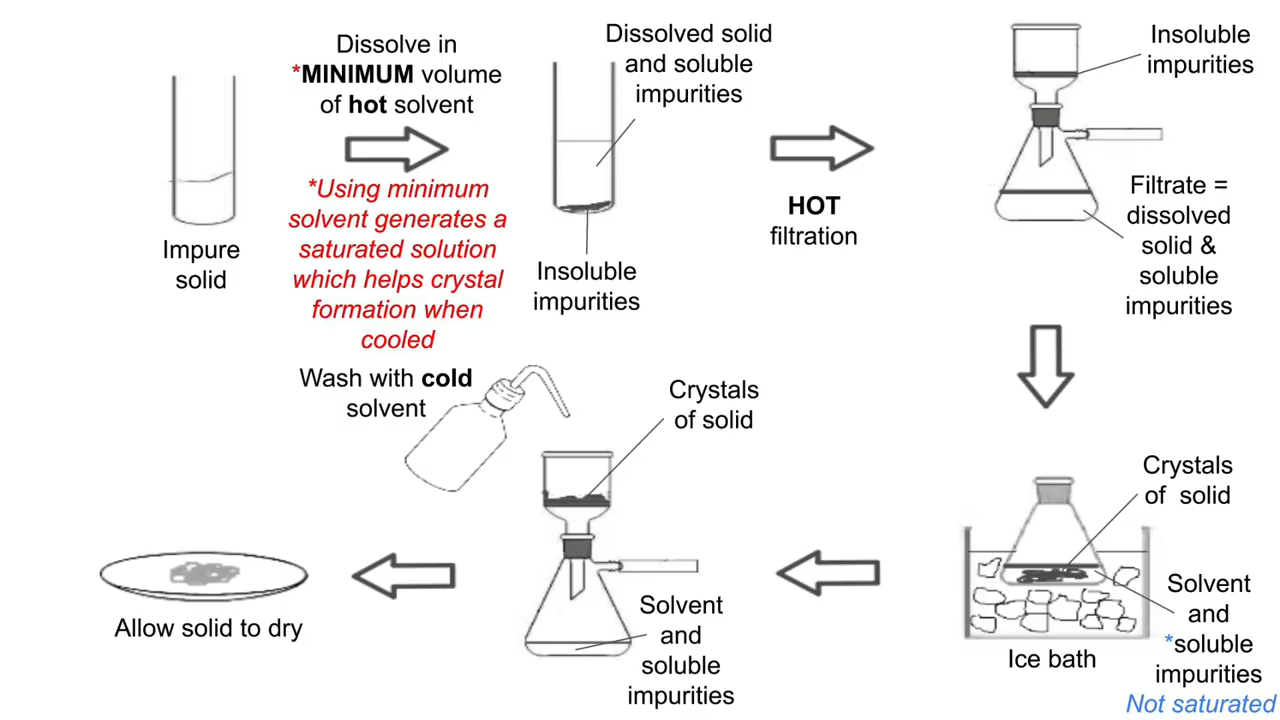 Impure
solid
Dissolve in
*MINIMUM volume
of hot solvent
*Using minimum
solvent generates a
saturated solution
which helps crystal
formation when
cooled
Dissolved solid
and soluble
impurities
Insoluble
impurities
HOT
filtration
Insoluble
impurities
Filtrate =
dissolved
solid &
soluble
impurities
Crystals
of solid
Solvent
and
*soluble
impurities
Not saturated
Ice bath
Wash with cold
solvent
Crystals
of solid
Solvent
and
soluble
impurities
Allow solid to dry